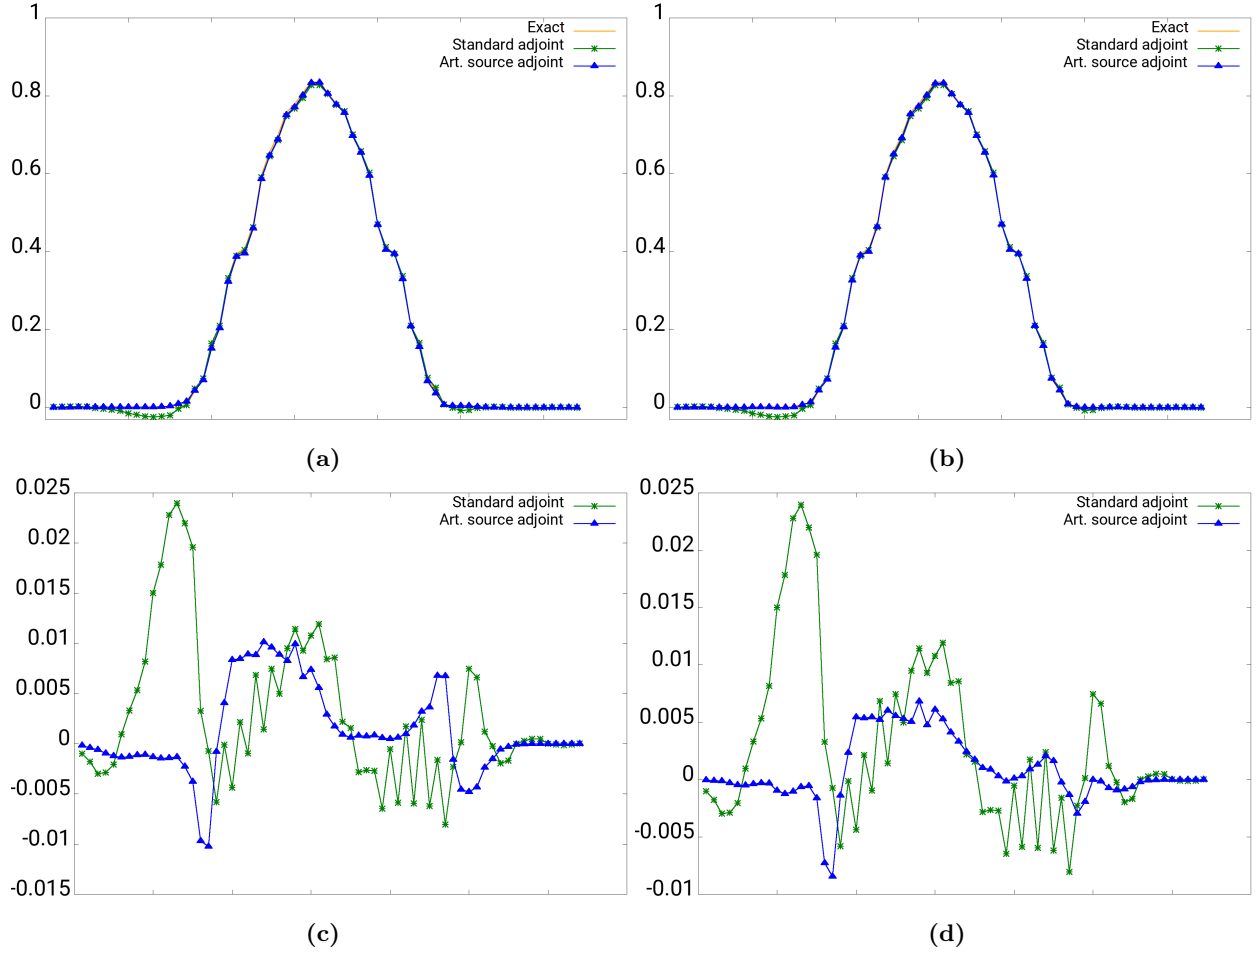 1
0.8
0.6
0.4
0.2
0
Exact
Standard adjoint
Art. source adjoint
(a)
1
0.8
0.6
0.4
0.2
0
Exact
Standard adjoint
Art. source adjoint
(b)
0.025
0.02
0.015
0.01
0.005
0
-0.005
-0.01
-0.015
Standard adjoint
Art. source adjoint
(c)
0.025
0.02
0.015
0.01
0.005
0
-0.005
-0.01
Standard adjoint
Art. source adjoint
(d)